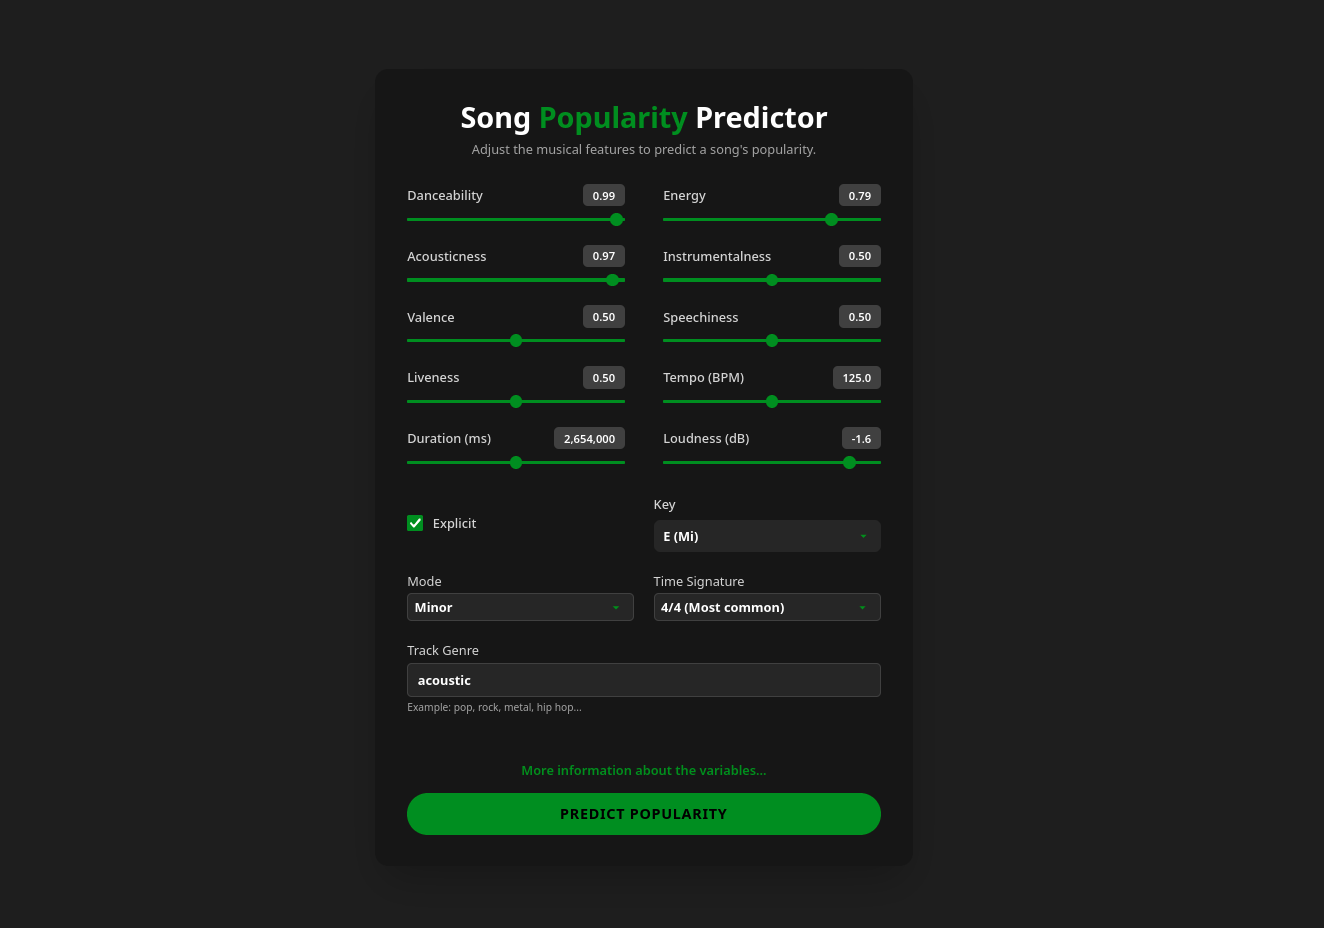 Song Popularity Predictor
Adjust the musical features to predict a song's popularity.
Danceability 0.99
Energy 0.79
Acousticness 0.97
Instrumentalness 0.50
Valence 0.50
Speechiness 0.50
Liveness 0.50
Tempo (BPM) 125.0
Duration (ms) 2,654,000
Loudness (dB) -1.6
Explicit
Key
E (Mi)
Mode
Minor
Time Signature
4/4 (Most common)
Track Genre
acoustic
Example: pop, rock, metal, hip hop...
More information about the variables...
PREDICT POPULARITY